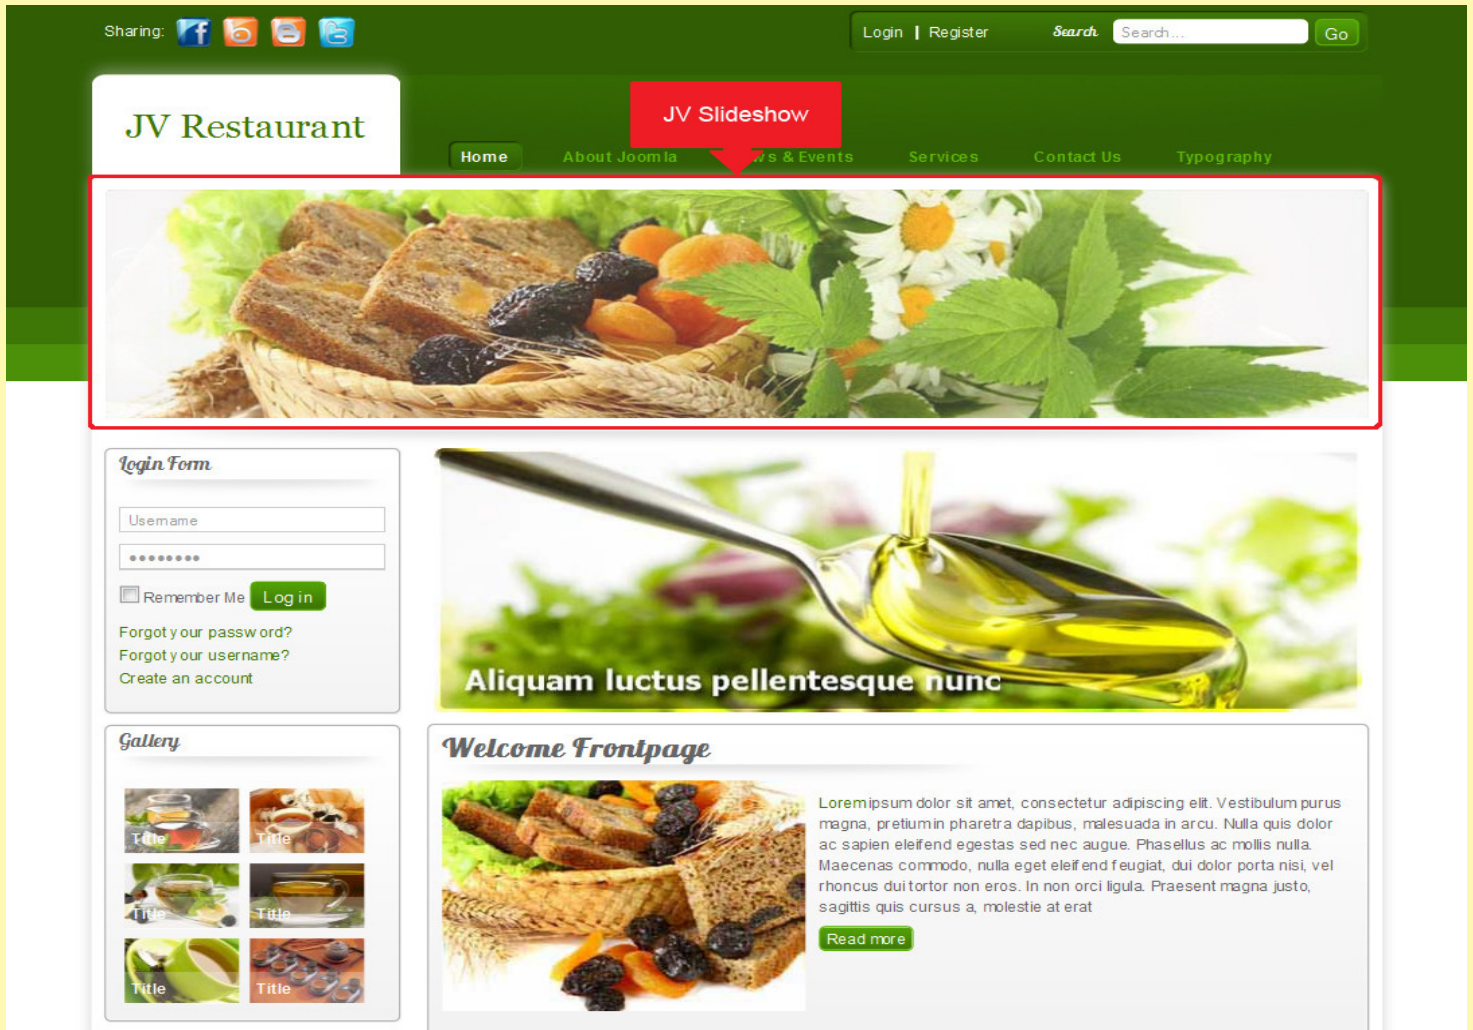 Sharing:
Login | Register Search Search... Go
JV Restaurant
JV Slideshow
Home About Joomla ws & Events Services Contact Us Typography
Login Form
Username
Remember Me Log in
Forgot your password?
Forgot your username?
Create an account
Aliquam luctus pellentesque nunc
Gallery
Title Title
Title Title
Title Title
Welcome Frontpage
Lorem ipsum dolor sit amet, consectetur adipiscing elit. Vestibulum purus
magna, pretium in pharetra dapibus, malesuada in arcu. Nulla quis dolor
ac sapien eleifend egestas sed nec augue. Phasellus ac mollis nulla.
Maecenas commodo, nulla eget eleifend feugiat, dui dolor porta nisi, vel
rhoncus dui tortor non eros. In non orci ligula. Praesent magna justo,
sagittis quis cursus a, molestie at erat
Read more